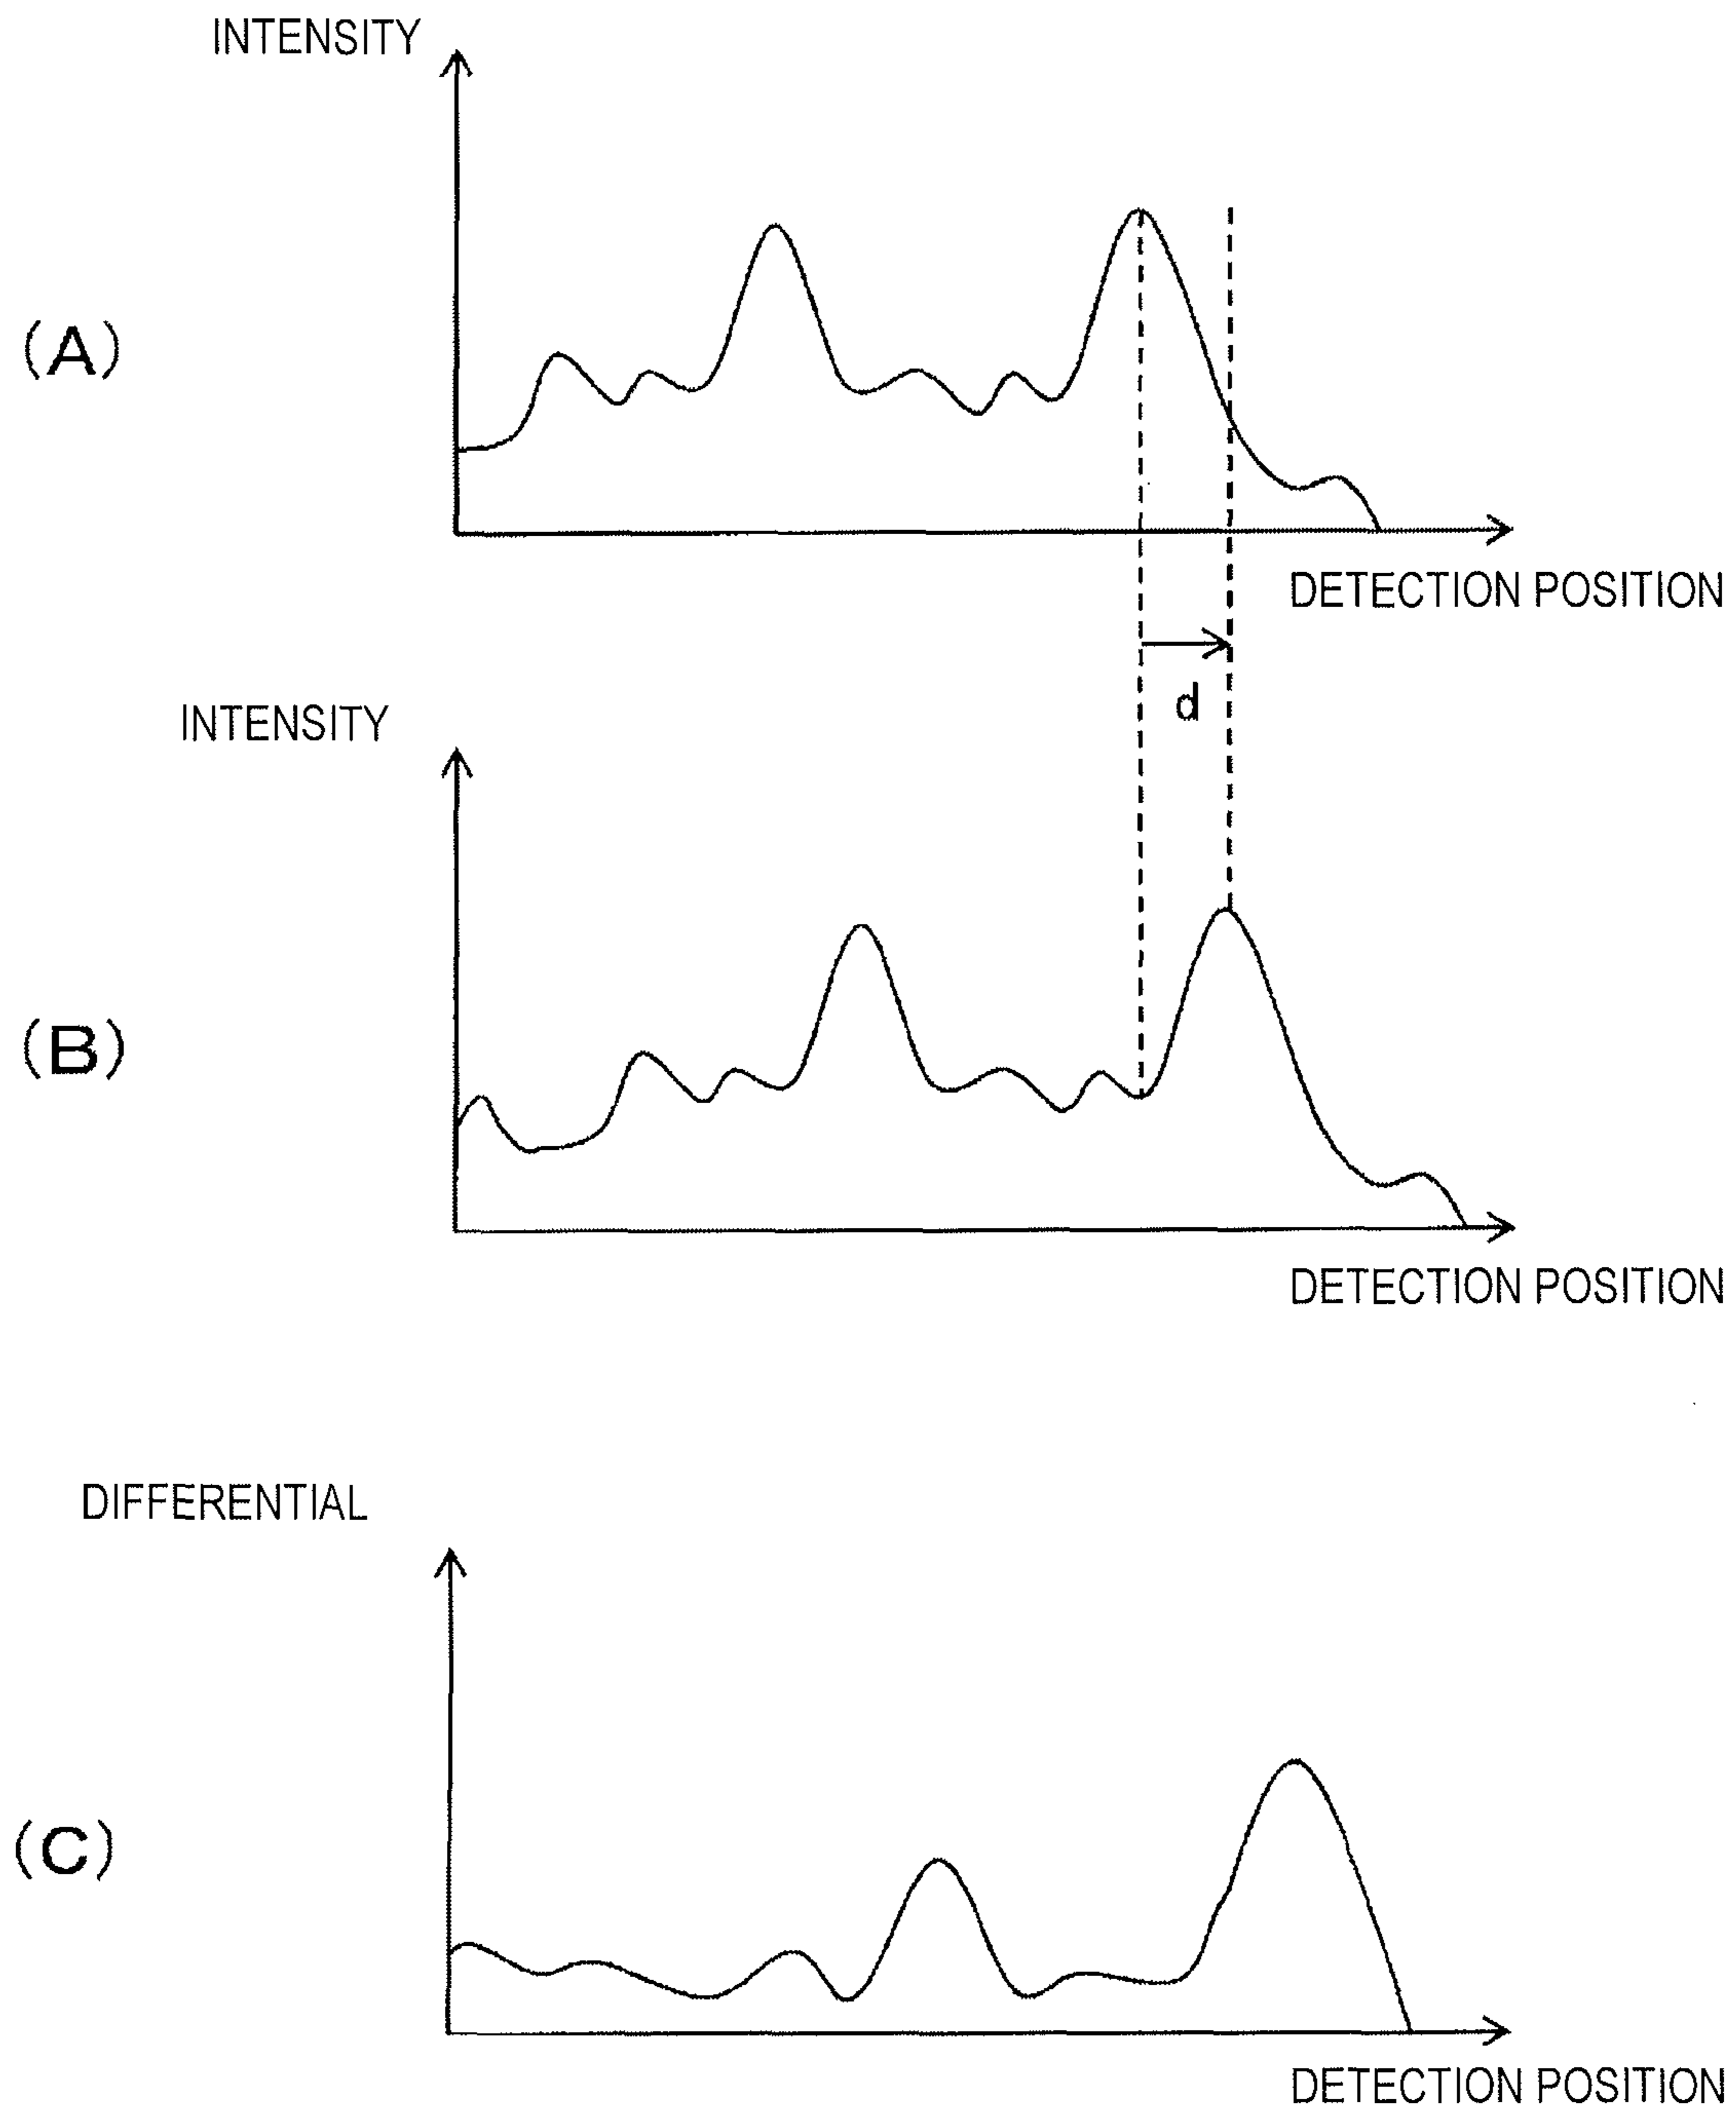 INTENSITY
(A)
DETECTION POSITION
d
INTENSITY
(B)
DETECTION POSITION
DIFFERENTIAL
(C)
DETECTION POSITION